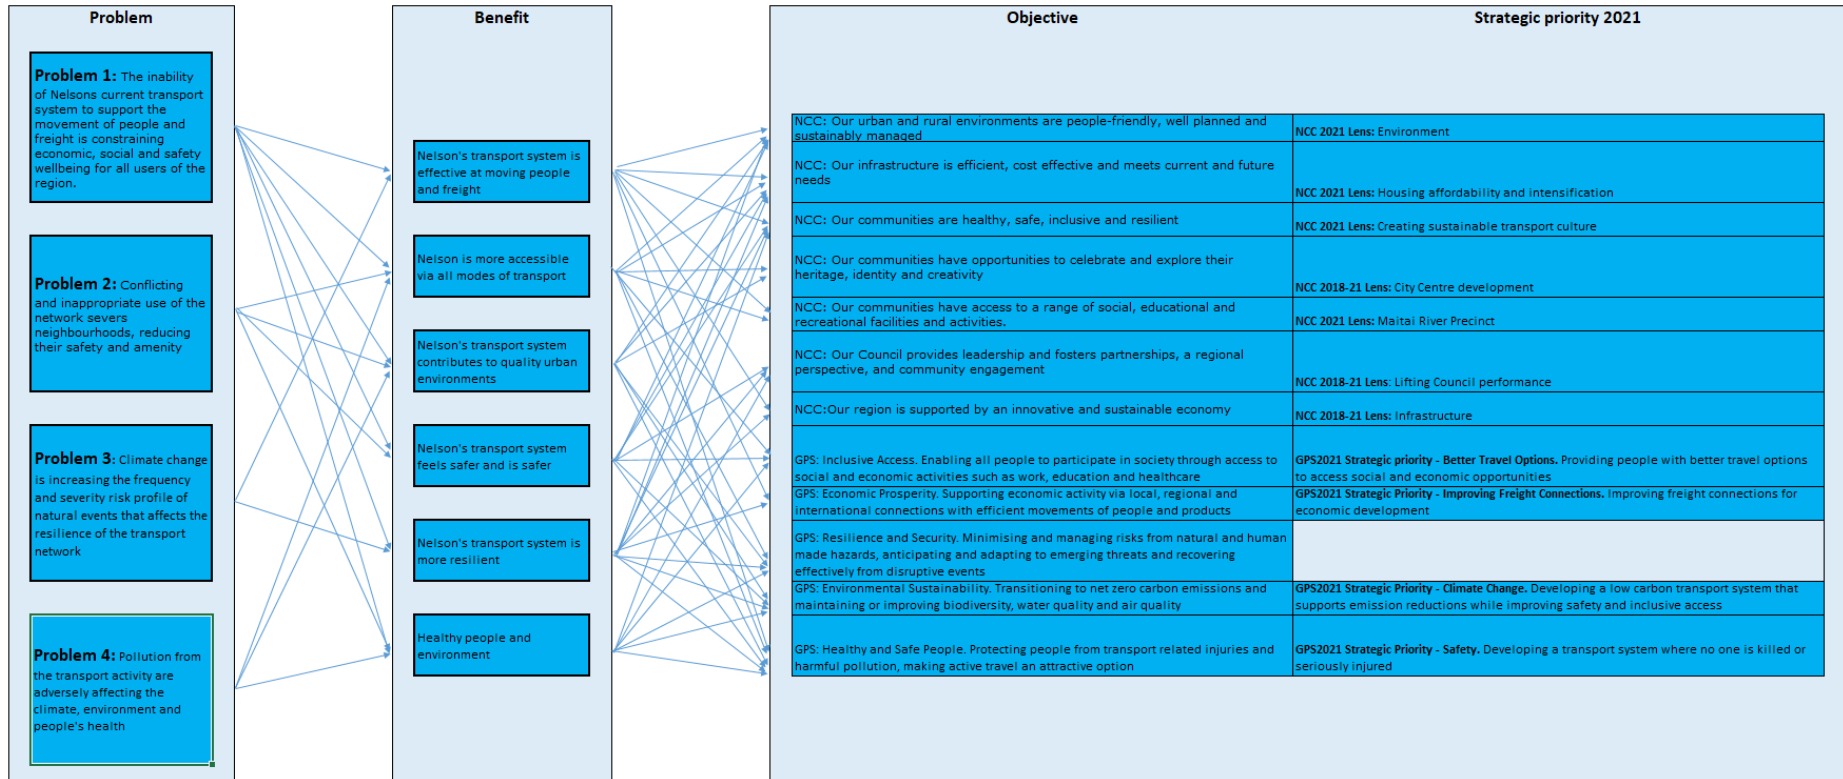 Problem
Benefit
Objective
Strategic priority 2021
Problem 1: The inability
of Nelsons current transport
system to support the
movement of people and
freight is constraining
economic, social and safety
wellbeing for all users of the
region.
Problem 2: Conflicting
and inappropriate use of the
network severs
neighbourhoods, reducing
their safety and amenity
Problem 3: Climate change
is increasing the frequency
and severity risk profile of
natural events that affects the
resilience of the transport
network
Problem 4: Pollution from
the transport activity are
adversely affecting the
climate, environment and
people's health
Nelson's transport system is
effective at moving people
and freight
Nelson is more accessible
via all modes of transport
Nelson's transport system
contributes to quality urban
environments
Nelson's transport system
feels safer and is safer
Nelson's transport system is
more resilient
Healthy people and
environment
NCC: Our urban and rural environments are people-friendly, well planned and
sustainably managed
NCC 2021 Lens: Environment
NCC: Our infrastructure is efficient, cost effective and meets current and future
needs
NCC 2021 Lens: Housing affordability and intensification
NCC: Our communities are healthy, safe, inclusive and resilient
NCC 2021 Lens: Creating sustainable transport culture
NCC: Our communities have opportunities to celebrate and explore their
heritage, identity and creativity
NCC 2018-21 Lens: City Centre development
NCC: Our communities have access to a range of social, educational and
recreational facilities and activities.
NCC 2021 Lens: Maitai River Precinct
NCC: Our Council provides leadership and fosters partnerships, a regional
perspective, and community engagement
NCC 2018-21 Lens: Lifting Council performance
NCC:Our region is supported by an innovative and sustainable economy
NCC 2018-21 Lens: Infrastructure
GPS: Inclusive Access. Enabling all people to participate in society through access to
social and economic activities such as work, education and healthcare
GPS2021 Strategic priority - Better Travel Options. Providing people with better travel options
to access social and economic opportunities
GPS: Economic Prosperity. Supporting economic activity via local, regional and
international connections with efficient movements of people and products
GPS2021 Strategic Priority - Improving Freight Connections. Improving freight connections for
economic development
GPS: Resilience and Security. Minimising and managing risks from natural and human
made hazards, anticipating and adapting to emerging threats and recovering
effectively from disruptive events
GPS: Environmental Sustainability. Transitioning to net zero carbon emissions and
maintaining or improving biodiversity, water quality and air quality
GPS2021 Strategic Priority - Climate Change. Developing a low carbon transport system that
supports emission reductions while improving safety and inclusive access
GPS: Healthy and Safe People. Protecting people from transport related injuries and
harmful pollution, making active travel an attractive option
GPS2021 Strategic Priority - Safety. Developing a transport system where no one is killed or
seriously injured